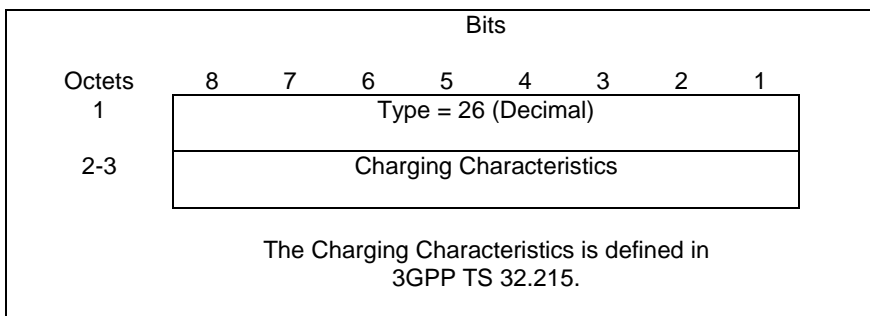 Bits
Octets 8 7 6 5 4 3 2 1
1 Type = 26 (Decimal)
2-3 Charging Characteristics
The Charging Characteristics is defined in
3GPP TS 32.215.